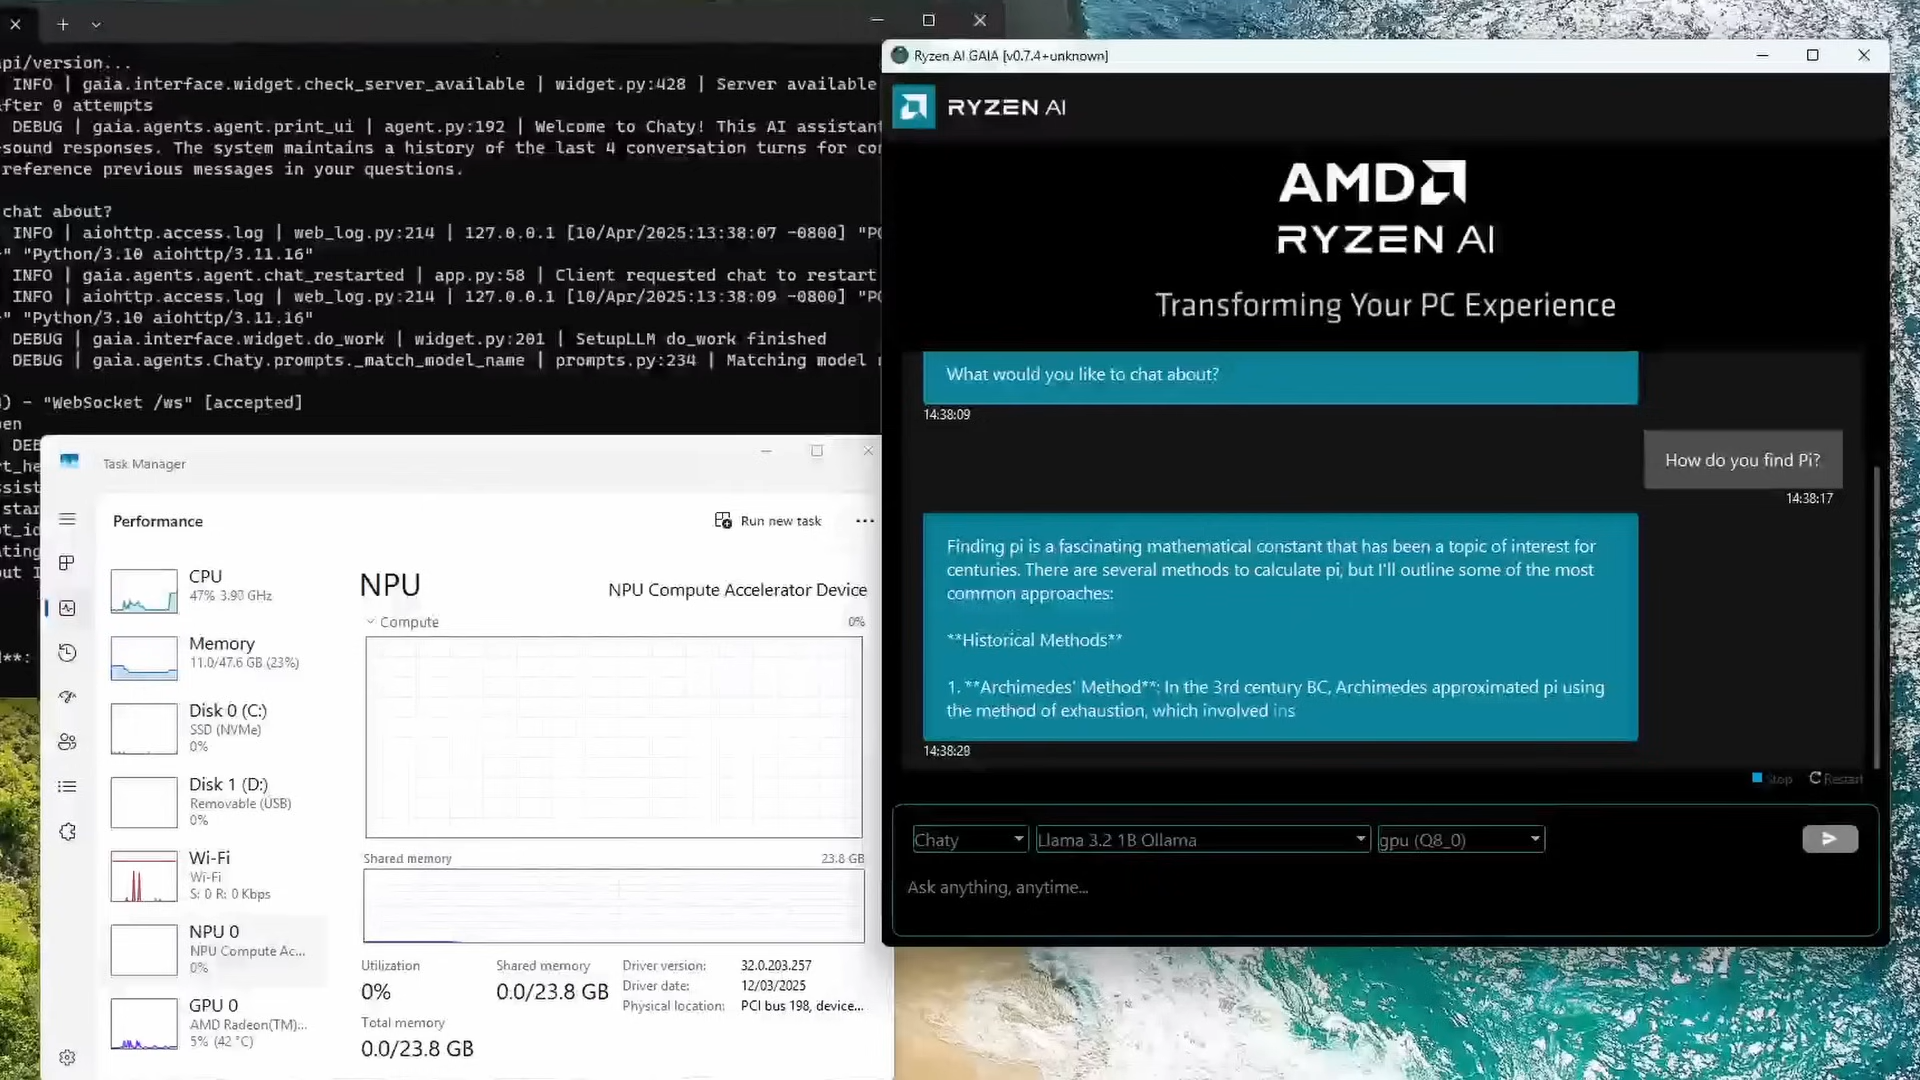 pi/version...
INFO | gaia.interface.widget.check_server_available | widget.py:428 | Server available
after 0 attempts
DEBUG | gaia.agents.agent.print_ui | agent.py:192 | Welcome to Chaty! This AI assistant
sound responses. The system maintains a history of the last 4 conversation turns for
reference previous messages in your questions.
chat about?
INFO | aiohttp.access.log | web_log.py:214 | 127.0.0.1 [10/Apr/2025:13:38:07 -0800]
"Python/3.10 aiohttp/3.11.16"
INFO | gaia.agents.agent.chat_restarted | app.py:58 | Client requested chat to restart
INFO | aiohttp.access.log | web_log.py:214 | 127.0.0.1 [10/Apr/2025:13:38:09 -0800]
"Python/3.10 aiohttp/3.11.16"
DEBUG | gaia.interface.widget.do_work | widget.py:201 | SetupLLM do_work finished
DEBUG | gaia.agents.Chaty.prompts._match_model_name | prompts.py:234 | Matching model
) - "WebSocket /ws" [accepted]
Task Manager
Performance
Run new task
CPU
47% 3.90 GHz
Memory
11.0/47.6 GB (23%)
Disk 0 (C:)
SSD (NVMe)
0%
Disk 1 (D:)
Removable (USB)
0%
Wi-Fi
Wi-Fi
S: 0 R: 0 Kbps
NPU 0
NPU Compute Ac...
0%
GPU 0
AMD Radeon(TM)...
5% (42 °C)
NPU
NPU Compute Accelerator Device
Compute
0%
Shared memory
23.8 GB
Utilization
0%
Shared memory
0.0/23.8 GB
Driver version: 32.0.203.257
Driver date: 12/03/2025
Physical location: PCI bus 198, device...
Total memory
0.0/23.8 GB
Ryzen AI GAIA [v0.7.4+unknown]
RYZEN AI
AMD
RYZEN AI
Transforming Your PC Experience
What would you like to chat about?
14:38:09
How do you find Pi?
14:38:17
Finding pi is a fascinating mathematical constant that has been a topic of interest for
centuries. There are several methods to calculate pi, but I'll outline some of the most
common approaches:
**Historical Methods**
1. **Archimedes' Method**: In the 3rd century BC, Archimedes approximated pi using
the method of exhaustion, which involved ins
14:38:29
Stop
Restart
Chaty
Llama 3.2 1B Ollama
gpu (Q8_0)
Ask anything, anytime...